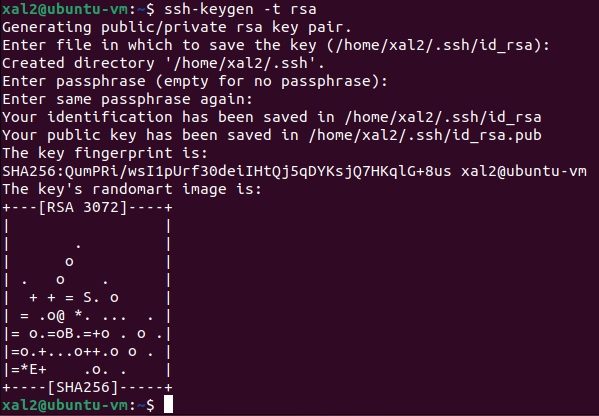 xal2@ubuntu-vm:~$ ssh-keygen -t rsa
Generating public/private rsa key pair.
Enter file in which to save the key (/home/xal2/.ssh/id_rsa):
Created directory '/home/xal2/.ssh'.
Enter passphrase (empty for no passphrase):
Enter same passphrase again:
Your identification has been saved in /home/xal2/.ssh/id_rsa
Your public key has been saved in /home/xal2/.ssh/id_rsa.pub
The key fingerprint is:
SHA256:QumPRi/wsI1pUrf30deiIHtQj5qDYKsjQ7HKqlG+8us xal2@ubuntu-vm
The key's randomart image is:
+---[RSA 3072]----+
|                 |
|        .        |
|       o         |
| .    o    .     |
|  + + = S. o     |
| = .o@ *. ...  . |
|= o.=oB.=+o . o .|
|=o.+...o++.o o . |
|=*E+    .o. .    |
+----[SHA256]-----+
xal2@ubuntu-vm:~$